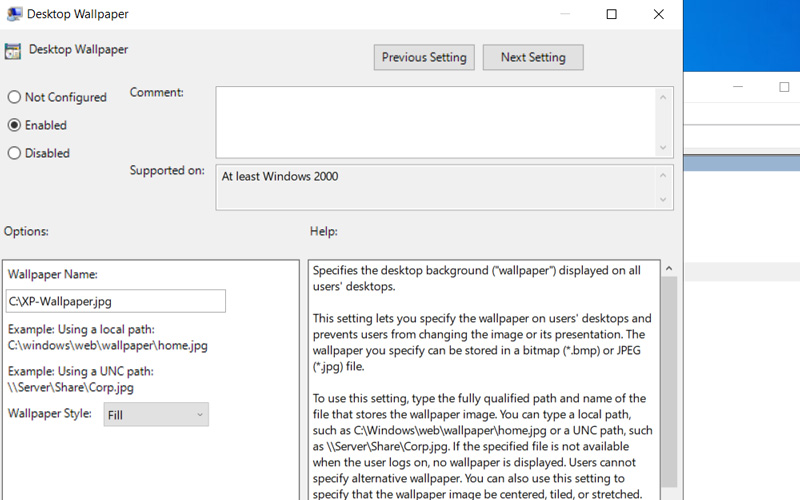 Desktop Wallpaper
Desktop Wallpaper
Previous Setting
Next Setting
Not Configured
Enabled
Disabled
Comment:
Supported on:
At least Windows 2000
Options:
Help:
Wallpaper Name:
C:\XP-Wallpaper.jpg
Example: Using a local path:
C:\windows\web\wallpaper\home.jpg
Example: Using a UNC path:
\\Server\Share\Corp.jpg
Wallpaper Style:
Fill
Specifies the desktop background ("wallpaper") displayed on all
users' desktops.
This setting lets you specify the wallpaper on users' desktops and
prevents users from changing the image or its presentation. The
wallpaper you specify can be stored in a bitmap (*.bmp) or JPEG
(*.jpg) file.
To use this setting, type the fully qualified path and name of the
file that stores the wallpaper image. You can type a local path,
such as C:\Windows\web\wallpaper\home.jpg or a UNC path, such
as \\Server\Share\Corp.jpg. If the specified file is not available
when the user logs on, no wallpaper is displayed. Users cannot
specify alternative wallpaper. You can also use this setting to
specify that the wallpaper image be centered, tiled, or stretched.